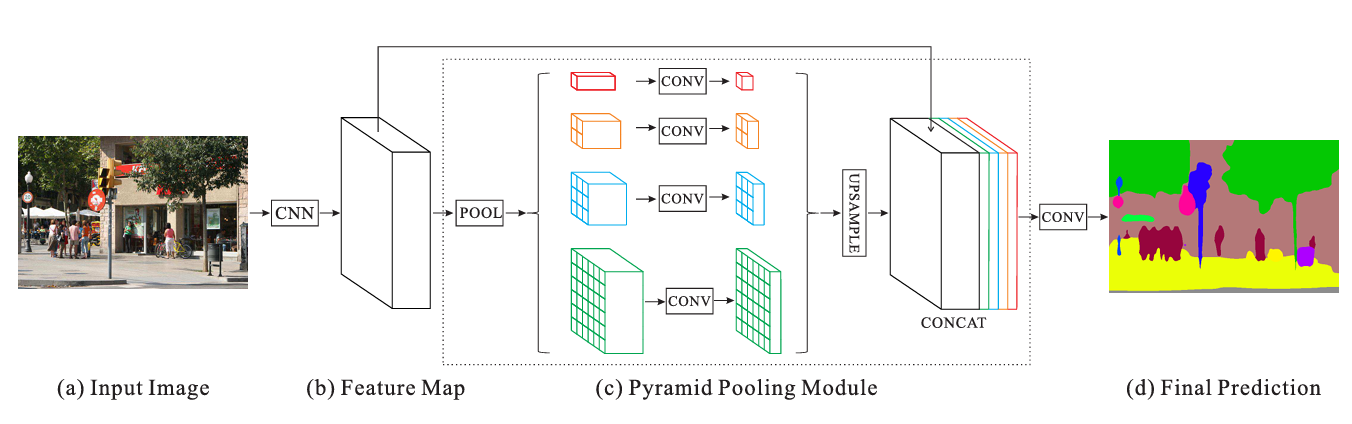 CONV
CONV
CONV
CONV
CNN
POOL
UPSAMPLE
CONV
CONCAT
(a) Input Image
(b) Feature Map
(c) Pyramid Pooling Module
(d) Final Prediction